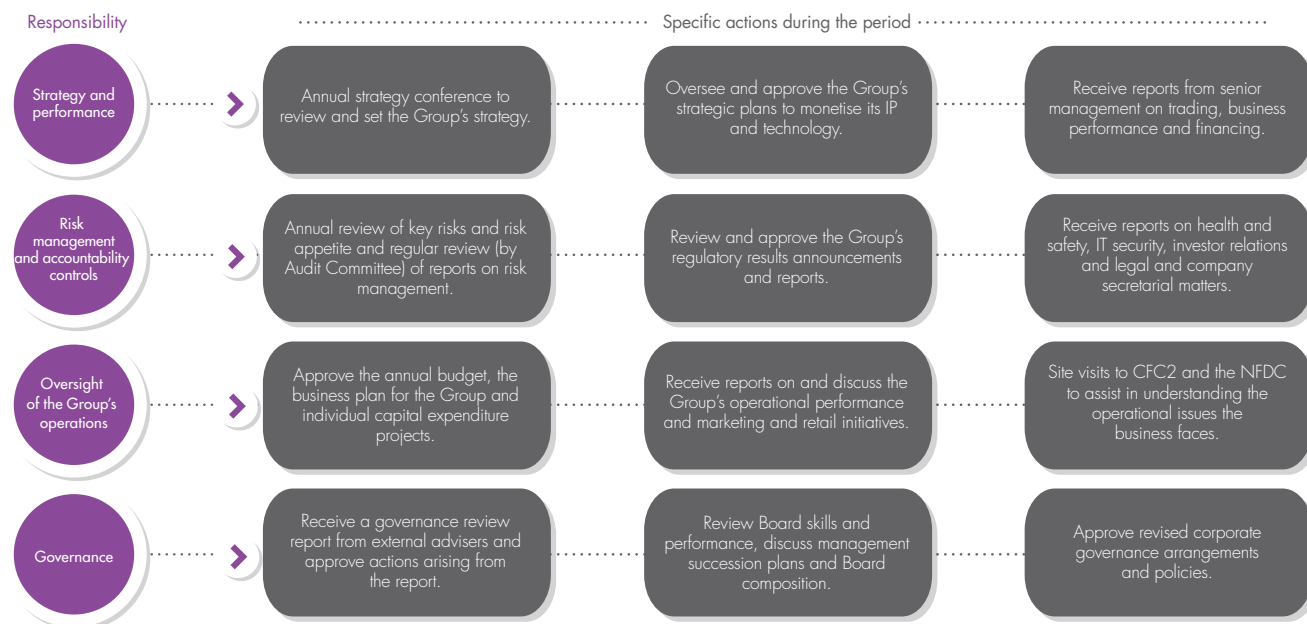 Responsibility
Specific actions during the period
Strategy and
performance
Annual strategy conference to
review and set the Group’s strategy.
Oversee and approve the Group’s
strategic plans to monetise its IP
and technology.
Receive reports from senior
management on trading, business
performance and financing.
Risk
management
and accountability
controls
Annual review of key risks and risk
appetite and regular review (by
Audit Committee) of reports on risk
management.
Review and approve the Group’s
regulatory results announcements
and reports.
Receive reports on health and
safety, IT security, investor relations
and legal and company
secretarial matters.
Oversight
of the Group’s
operations
Approve the annual budget, the
business plan for the Group and
individual capital expenditure
projects.
Receive reports on and discuss the
Group’s operational performance
and marketing and retail initiatives.
Site visits to CFC2 and the NFDC
to assist in understanding the
operational issues the
business faces.
Governance
Receive a governance review
report from external advisers and
approve actions arising from
the report.
Review Board skills and
performance, discuss management
succession plans and Board
composition.
Approve revised corporate
governance arrangements
and policies.